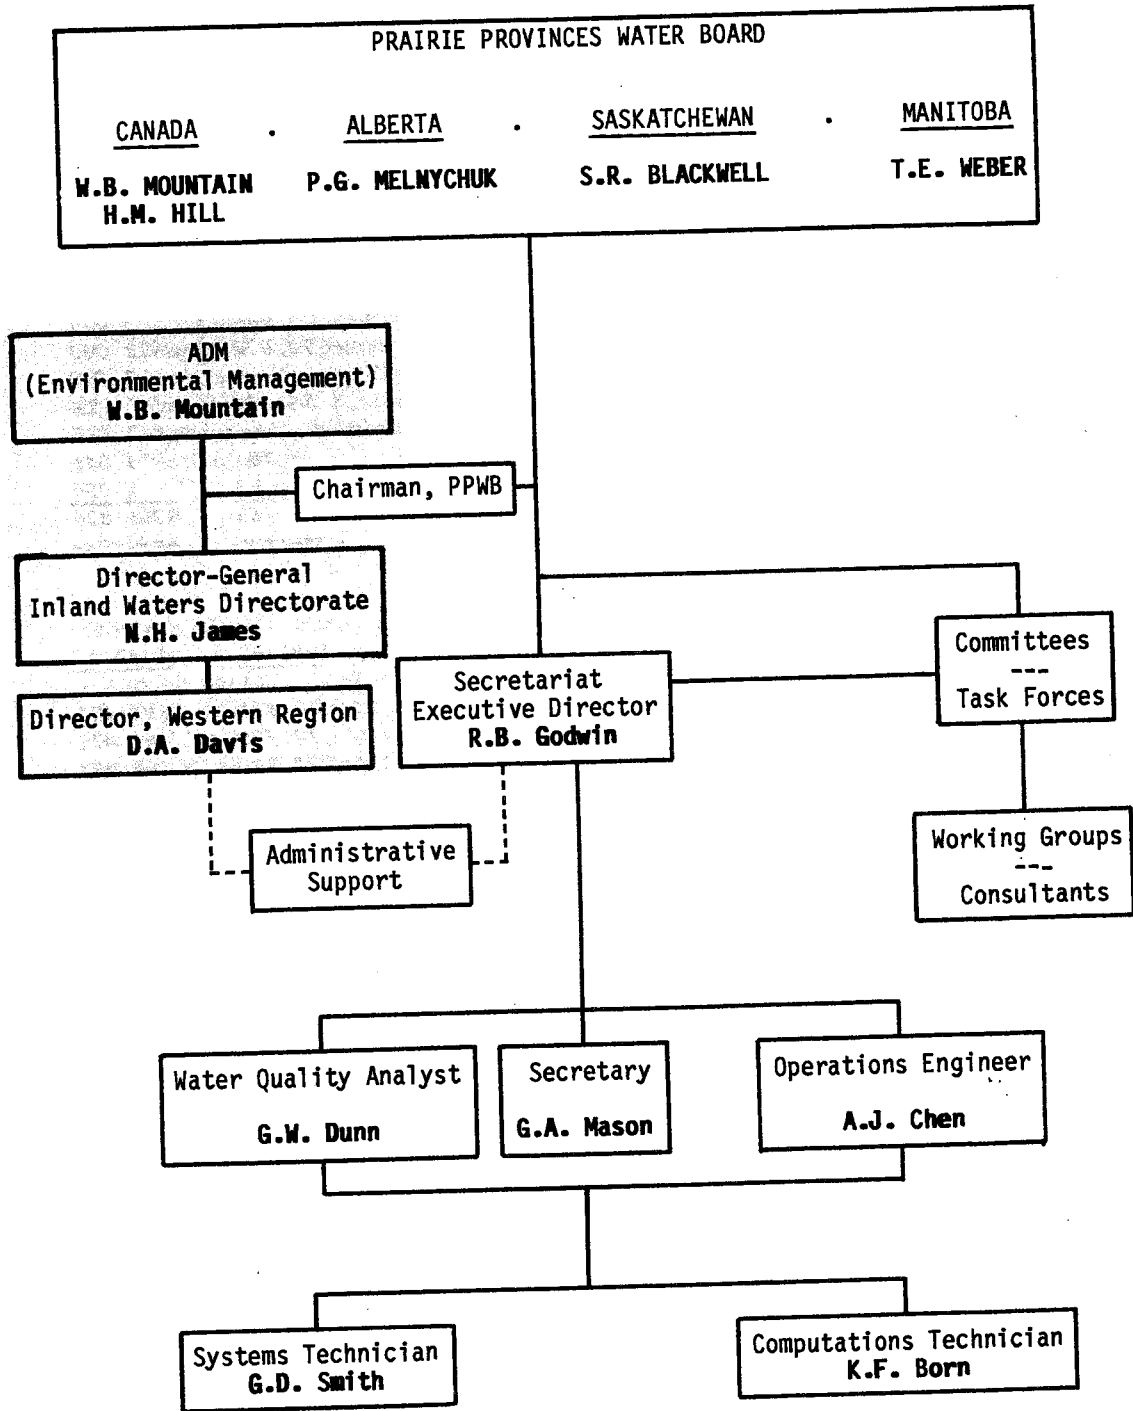 PRAIRIE PROVINCES WATER BOARD
CANADA . ALBERTA . SASKATCHEWAN . MANITOBA
W.B. MOUNTAIN P.G. MELNYCHUK S.R. BLACKWELL T.E. WEBER
H.M. HILL
ADM
(Environmental Management)
W.B. Mountain
Chairman, PPWB
Director-General
Inland Waters Directorate
N.H. James
Director, Western Region
D.A. Davis
Secretariat
Executive Director
R.B. Godwin
Committees
---
Task Forces
Administrative
Support
Working Groups
---
Consultants
Water Quality Analyst
G.W. Dunn
Secretary
G.A. Mason
Operations Engineer
A.J. Chen
Systems Technician
G.D. Smith
Computations Technician
K.F. Born